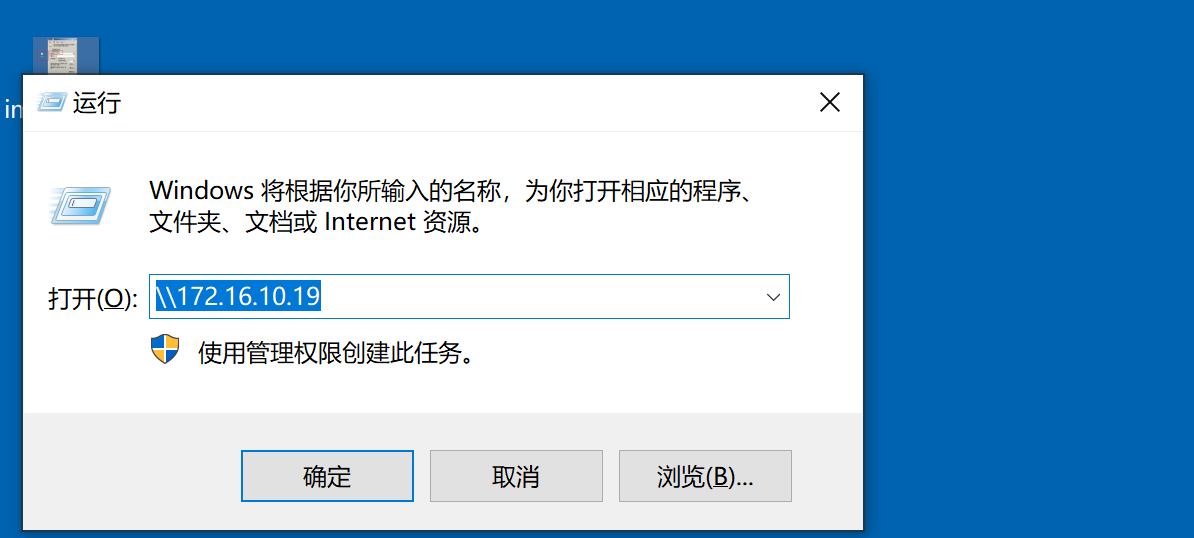 in
运行
Windows 将根据你所输入的名称，为你打开相应的程序、
文件夹、文档或 Internet 资源。
打开(O):
\\172.16.10.19
使用管理权限创建此任务。
确定
取消
浏览(B)...